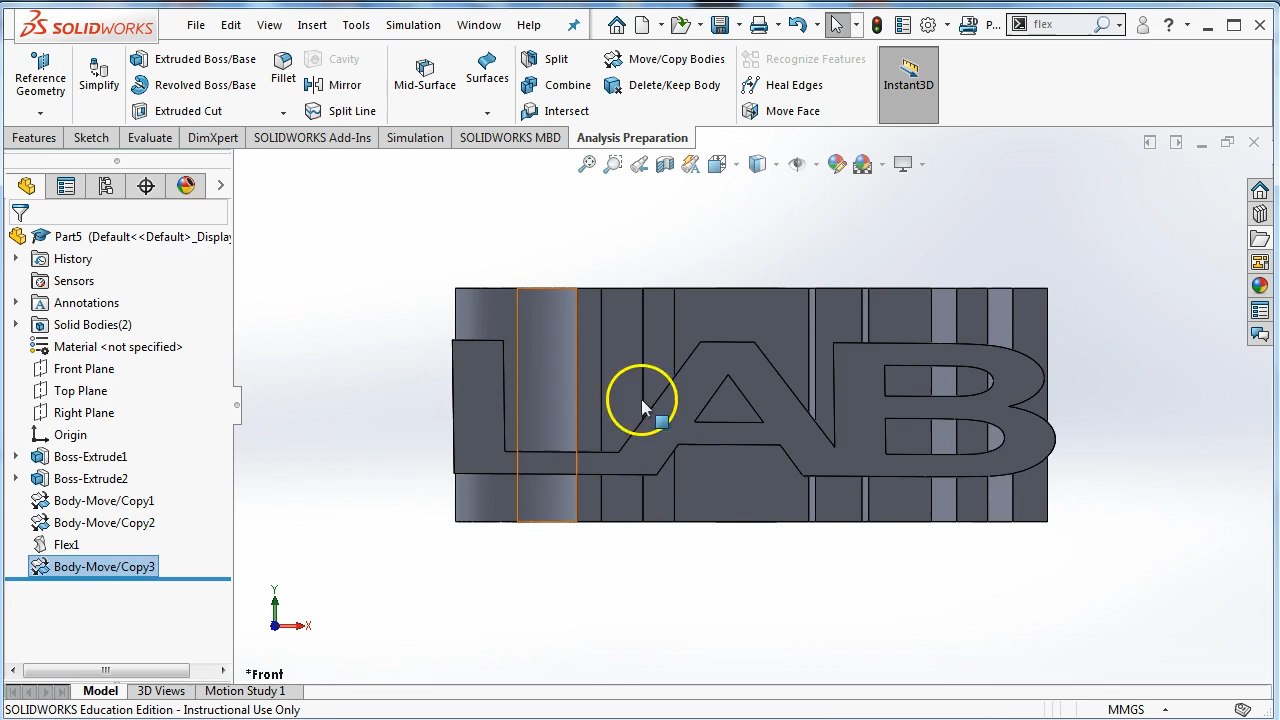 SOLIDWORKS File Edit View Insert Tools Simulation Window Help P... flex
Reference Geometry
Simplify
Extruded Boss/Base
Revolved Boss/Base
Extruded Cut
Fillet
Cavity
Mirror
Split Line
Mid-Surface
Surfaces
Split
Combine
Intersect
Move/Copy Bodies
Delete/Keep Body
Recognize Features
Heal Edges
Move Face
Instant3D
Features Sketch Evaluate DimXpert SOLIDWORKS Add-Ins Simulation SOLIDWORKS MBD Analysis Preparation
Part5 (Default<<Default>_Display
History
Sensors
Annotations
Solid Bodies(2)
Material <not specified>
Front Plane
Top Plane
Right Plane
Origin
Boss-Extrude1
Boss-Extrude2
Body-Move/Copy1
Body-Move/Copy2
Flex1
Body-Move/Copy3
LAB
Y
X
*Front
Model 3D Views Motion Study 1
SOLIDWORKS Education Edition - Instructional Use Only MMGS